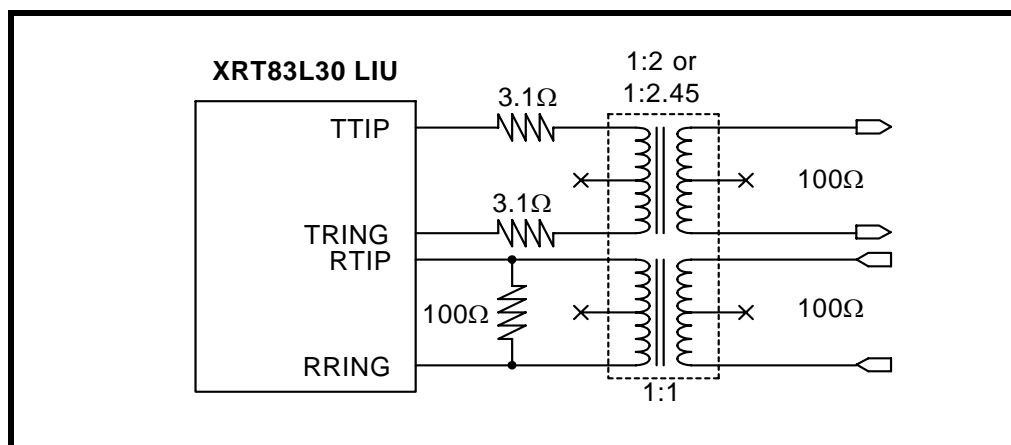 XRT83L30 LIU
1:2 or
1:2.45
3.1Ω
TTIP
100Ω
3.1Ω
TRING
RTIP
100Ω
100Ω
RRING
1:1